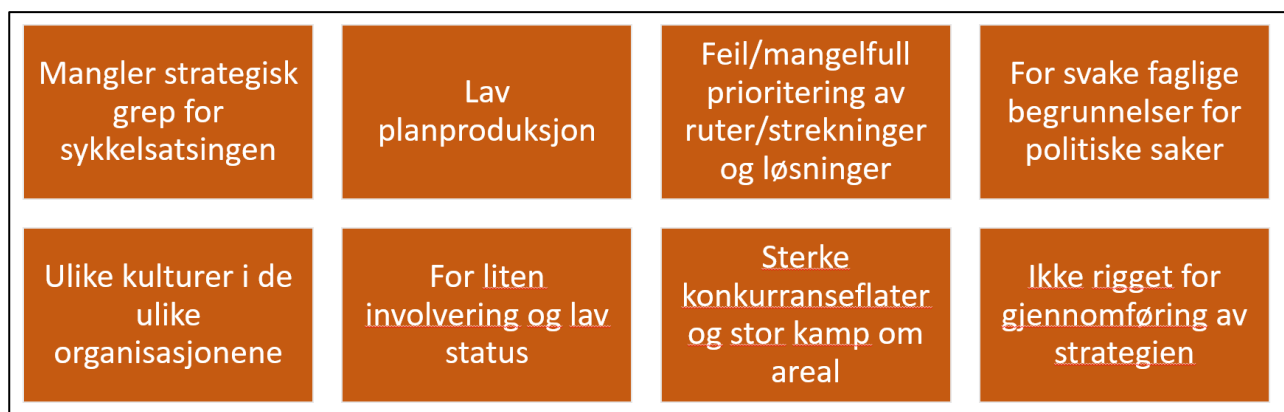 Mangler strategisk
grep for
sykkelsatsingen
Lav
planproduksjon
Feil/mangelfull
prioritering av
ruter/strekninger
og løsninger
For svake faglige
begrunnelser for
politiske saker
Ulike kulturer i de
ulike
organisasjonene
For liten
involvering og lav
status
Sterke
konkurranseflater
og stor kamp om
areal
Ikke rigget for
gjennomføring av
strategien